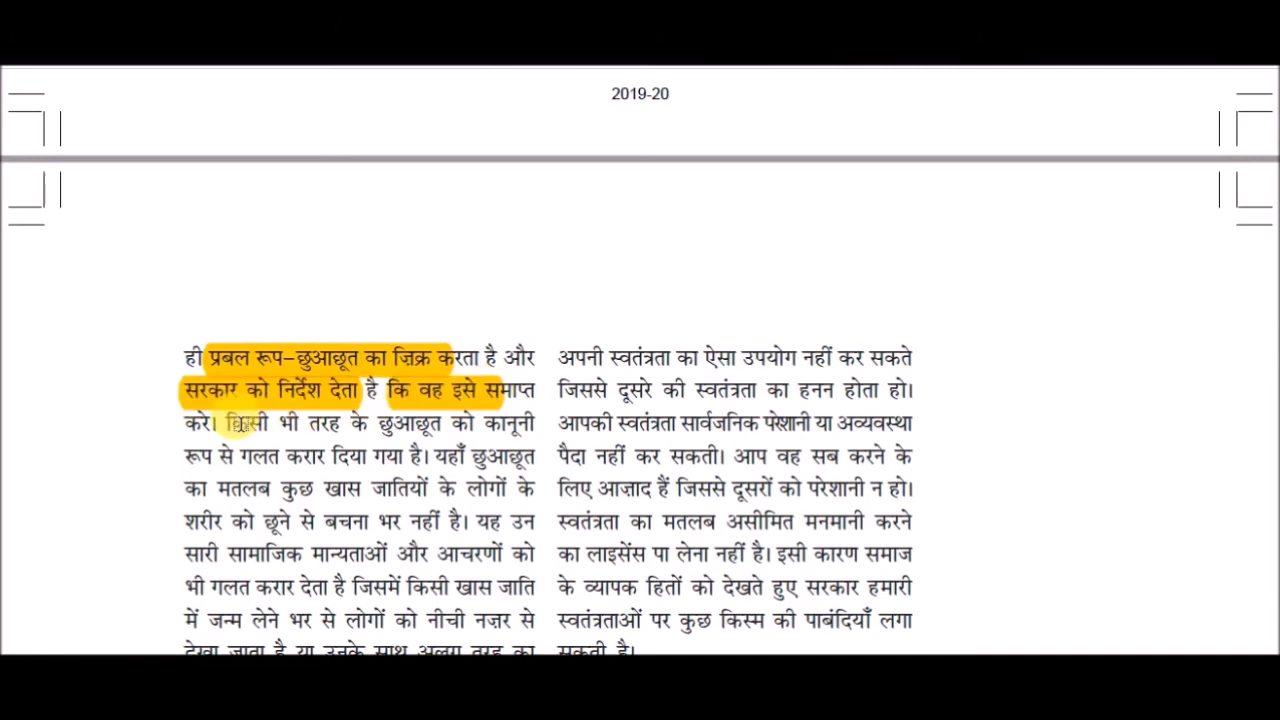 2019-20
ही प्रबल रूप-छुआछूत का ज़िक्र करता है और
सरकार को निर्देश देता है कि वह इसे समाप्त
करे। किसी भी तरह के छुआछूत को कानूनी
रूप से गलत करार दिया गया है। यहाँ छुआछूत
का मतलब कुछ खास जातियों के लोगों के
शरीर को छूने से बचना भर नहीं है। यह उन
सारी सामाजिक मान्यताओं और आचरणों को
भी गलत करार देता है जिसमें किसी खास जाति
में जन्म लेने भर से लोगों को नीची नज़र से
देखा जाता है या उनके साथ अलग तरह का
अपनी स्वतंत्रता का ऐसा उपयोग नहीं कर सकते
जिससे दूसरे की स्वतंत्रता का हनन होता हो।
आपकी स्वतंत्रता सार्वजनिक परेशानी या अव्यवस्था
पैदा नहीं कर सकती। आप वह सब करने के
लिए आज़ाद हैं जिससे दूसरों को परेशानी न हो।
स्वतंत्रता का मतलब असीमित मनमानी करने
का लाइसेंस पा लेना नहीं है। इसी कारण समाज
के व्यापक हितों को देखते हुए सरकार हमारी
स्वतंत्रताओं पर कुछ किस्म की पाबंदियाँ लगा
सकती है।